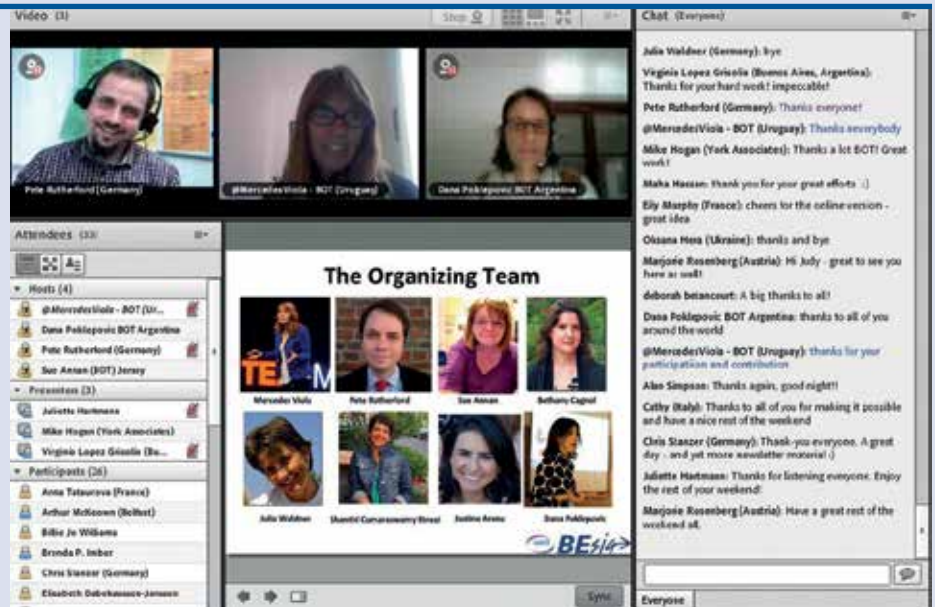 Video (3)
Stop
Pete Rutherford (Germany)
@MercedesViola - BOT (Uruguay)
Dana Poklepovic BOT Argentina
Attendees (33)
Hosts (4)
@MercedesViola - BOT (Ur...
Dana Poklepovic BOT Argentina
Pete Rutherford (Germany)
Sue Annan (BOT) Jersey
Presenters (3)
Juliette Hartmann
Mike Hogan (York Associates)
Virginia Lopez Grisolia (Bu...
Participants (26)
Anna Tataurova (France)
Arthur McKeown (Belfast)
Billie Jo Williams
Brenda P. Imber
Chris Stanzer (Germany)
The Organizing Team
TE M
Mercedes Viola
Pete Rutherford
Sue Annan
Bethany Cagnol
Julia Waldner
Justine Arena
Dana Poklepovic
BEsig
Sync
Chat (Everyone)
Julia Waldner (Germany): bye
Virginia Lopez Grisolia (Buenos Aires, Argentina):
Thanks for your hard work! impeccable!
Pete Rutherford (Germany): Thanks everyone!
@MercedesViola - BOT (Uruguay): Thanks eeverybody
Mike Hogan (York Associates): Thanks a lot BOT! Great
work!
Maha Hassan: thank you for your great efforts :)
Eily Murphy (France): cheers for the online version -
great idea
Oksana Hera (Ukraine): thanks and bye
Marjorie Rosenberg (Austria): Hi Judy - great to see you
here as well!
deborah betancourt: A big thanks to all!
Dana Poklepovic BOT Argentina: thanks to all of you
around the world
@MercedesViola - BOT (Uruguay): thanks for your
participation and contribution
Alan Simpson: Thanks again, good night!!
Cathy (Italy): Thanks to all of you for making it possible
and have a nice rest of the weekend
Chris Stanzer (Germany): Thank-you everyone. A great
day - and yet more newsletter material :)
Juliette Hartmann: Thanks for listening everyone. Enjoy
the rest of your weekend!
Marjorie Rosenberg (Austria): Have a great rest of the
weekend all.
Everyone